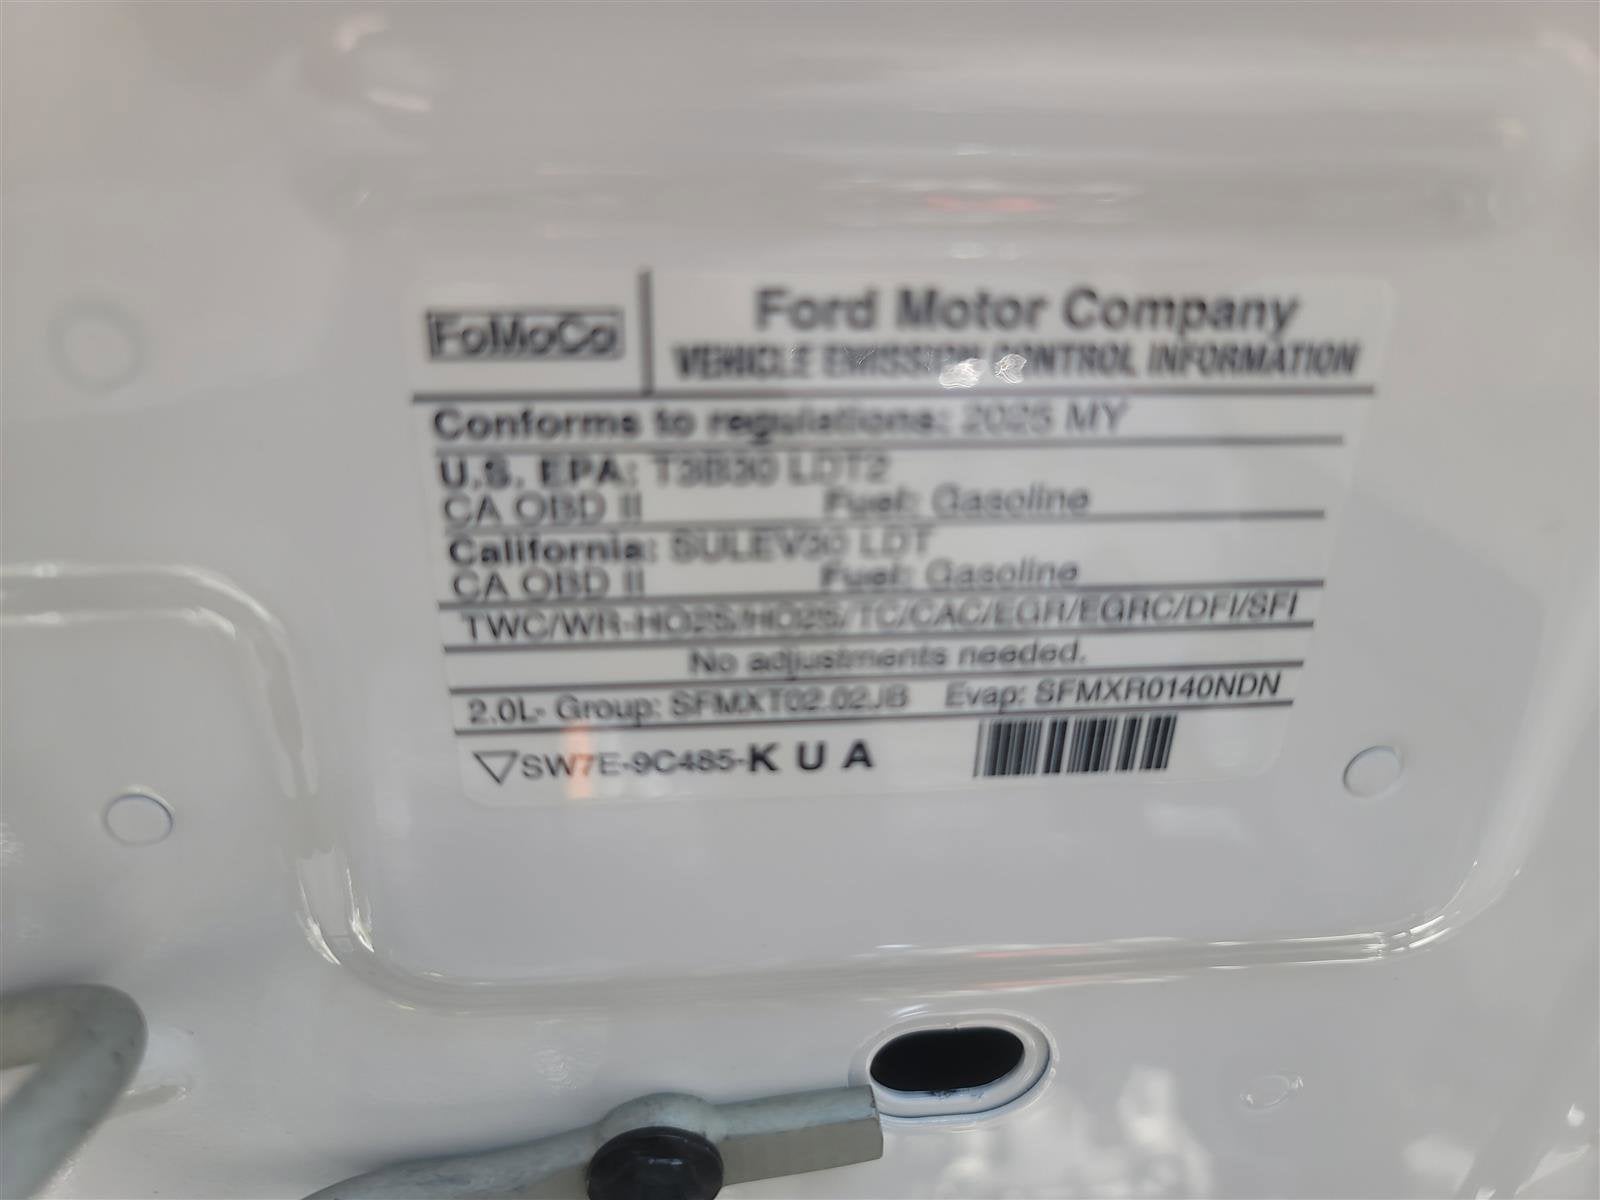 FoMoCo
Ford Motor Company
VEHICLE EMISSION CONTROL INFORMATION
Conforms to regulations: 2025 MY
U.S. EPA: T3B30 LDT2
CA OBD II Fuel: Gasoline
California: SULEV30 LDT
CA OBD II Fuel: Gasoline
TWC/WR-HO2S/HO2S/TC/CAC/EGR/EGRC/DFI/SFI
No adjustments needed.
2.0L- Group: SFMXT02.02JB Evap: SFMXR0140NDN
SW7E-9C485-K U A